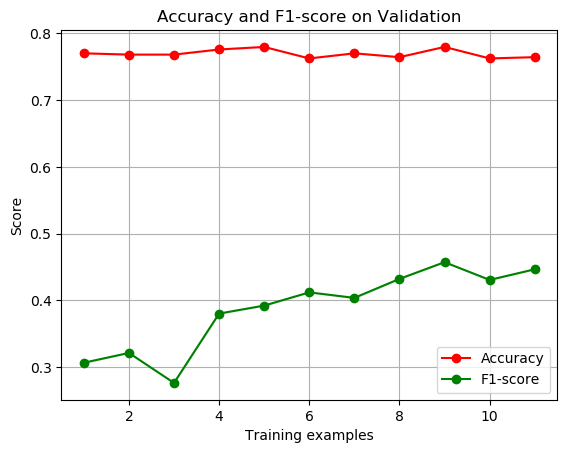 Accuracy and F1-score on Validation
0.8
0.7
0.6
0.5
0.4
0.3
Score
2 4 6 8 10
Training examples
Accuracy
F1-score